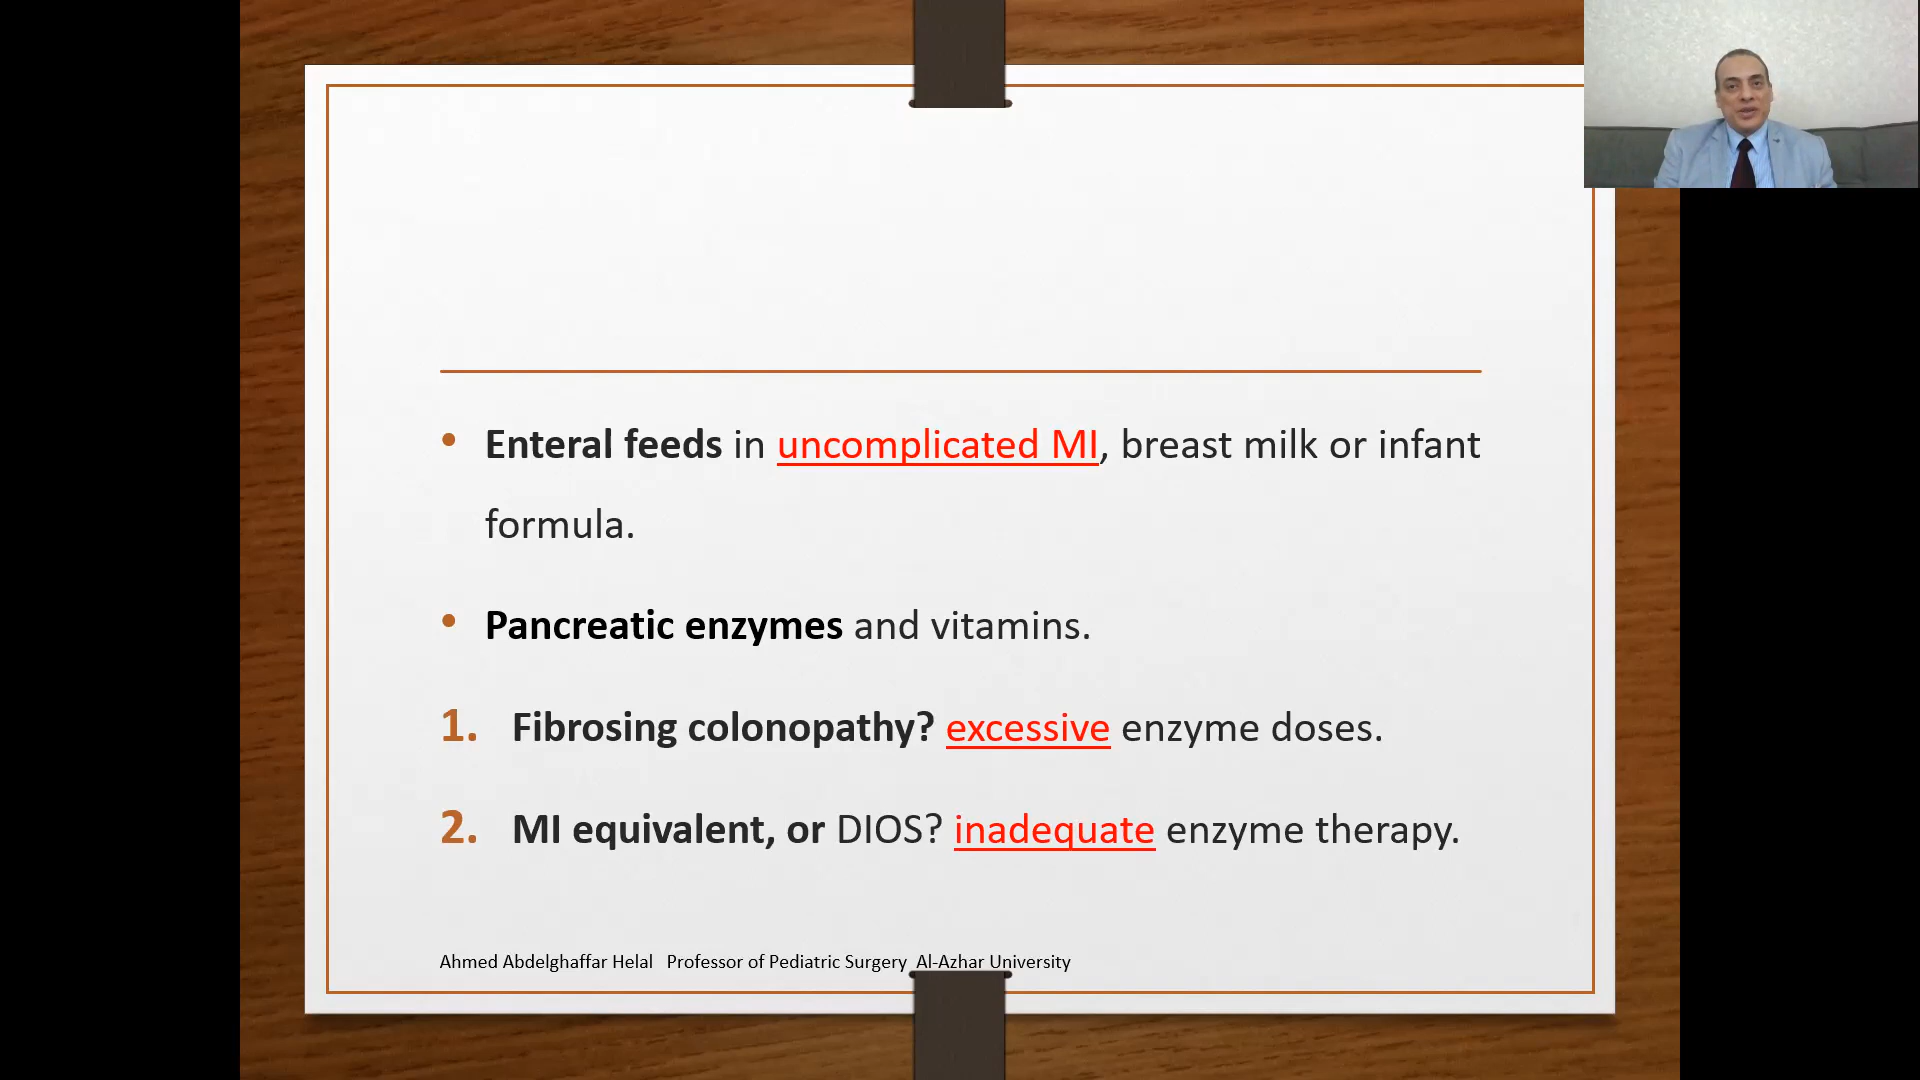 • Enteral feeds in uncomplicated MI, breast milk or infant
formula.
• Pancreatic enzymes and vitamins.
1. Fibrosing colonopathy? excessive enzyme doses.
2. MI equivalent, or DIOS? inadequate enzyme therapy.
Ahmed Abdelghaffar Helal Professor of Pediatric Surgery Al-Azhar University